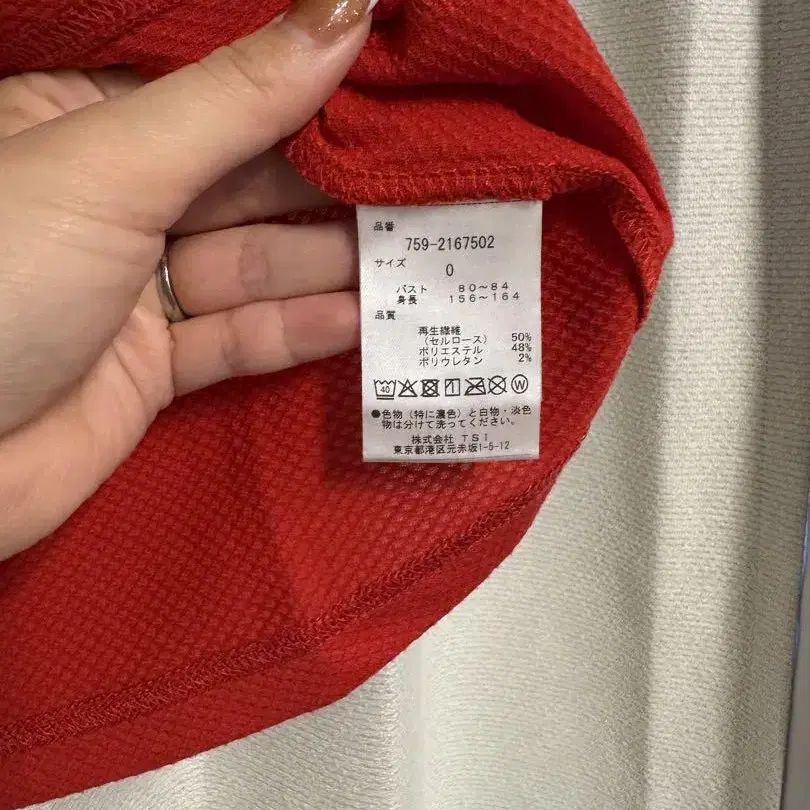 品番
759-2167502
サイズ
0
バスト 80～84
身長 156～164
品質
再生繊維
（セルロース） 50%
ポリエステル 48%
ポリウレタン 2%
40 W
●色物（特に濃色）と白物・淡色
物は分けて洗ってください。
株式会社 TSI
東京都港区元赤坂1-5-12